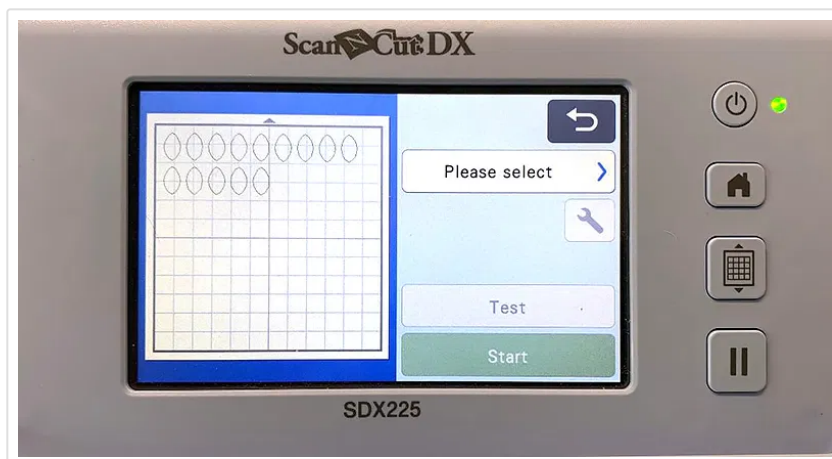 ScanNCut DX
Please select
Test
Start
SDX225